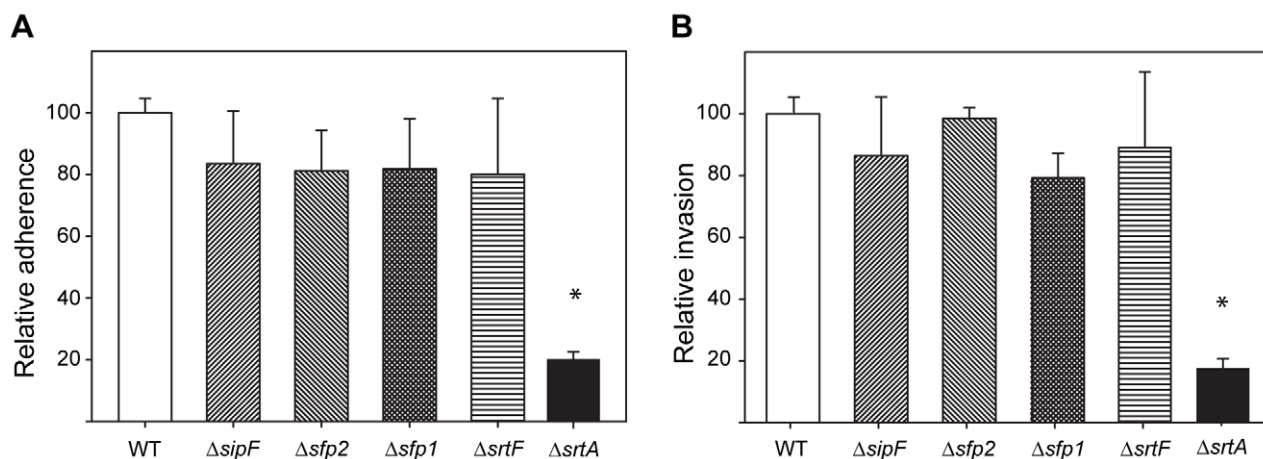 A
Relative adherence
100
80
60
40
20
*
WT ΔsipF Δsfp2 Δsfp1 ΔsrtF ΔsrtA
B
Relative invasion
100
80
60
40
20
*
WT ΔsipF Δsfp2 Δsfp1 ΔsrtF ΔsrtA